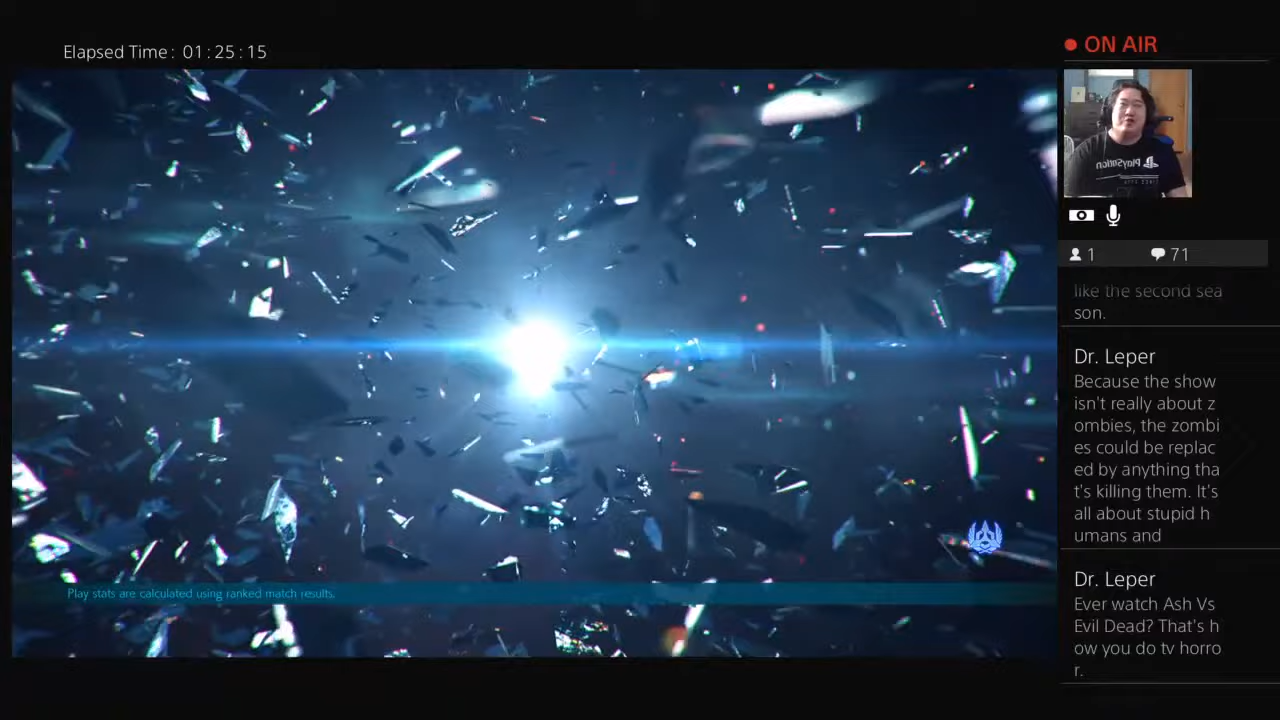 Elapsed Time: 01:25:15
ON AIR
1
71
like the second sea
son.
Dr. Leper
Because the show
isn't really about z
ombies, the zombi
es could be replac
ed by anything tha
t's killing them. It's
all about stupid h
umans and
Dr. Leper
Ever watch Ash Vs
Evil Dead? That's h
ow you do tv horro
r.
Play stats are calculated using ranked match results.